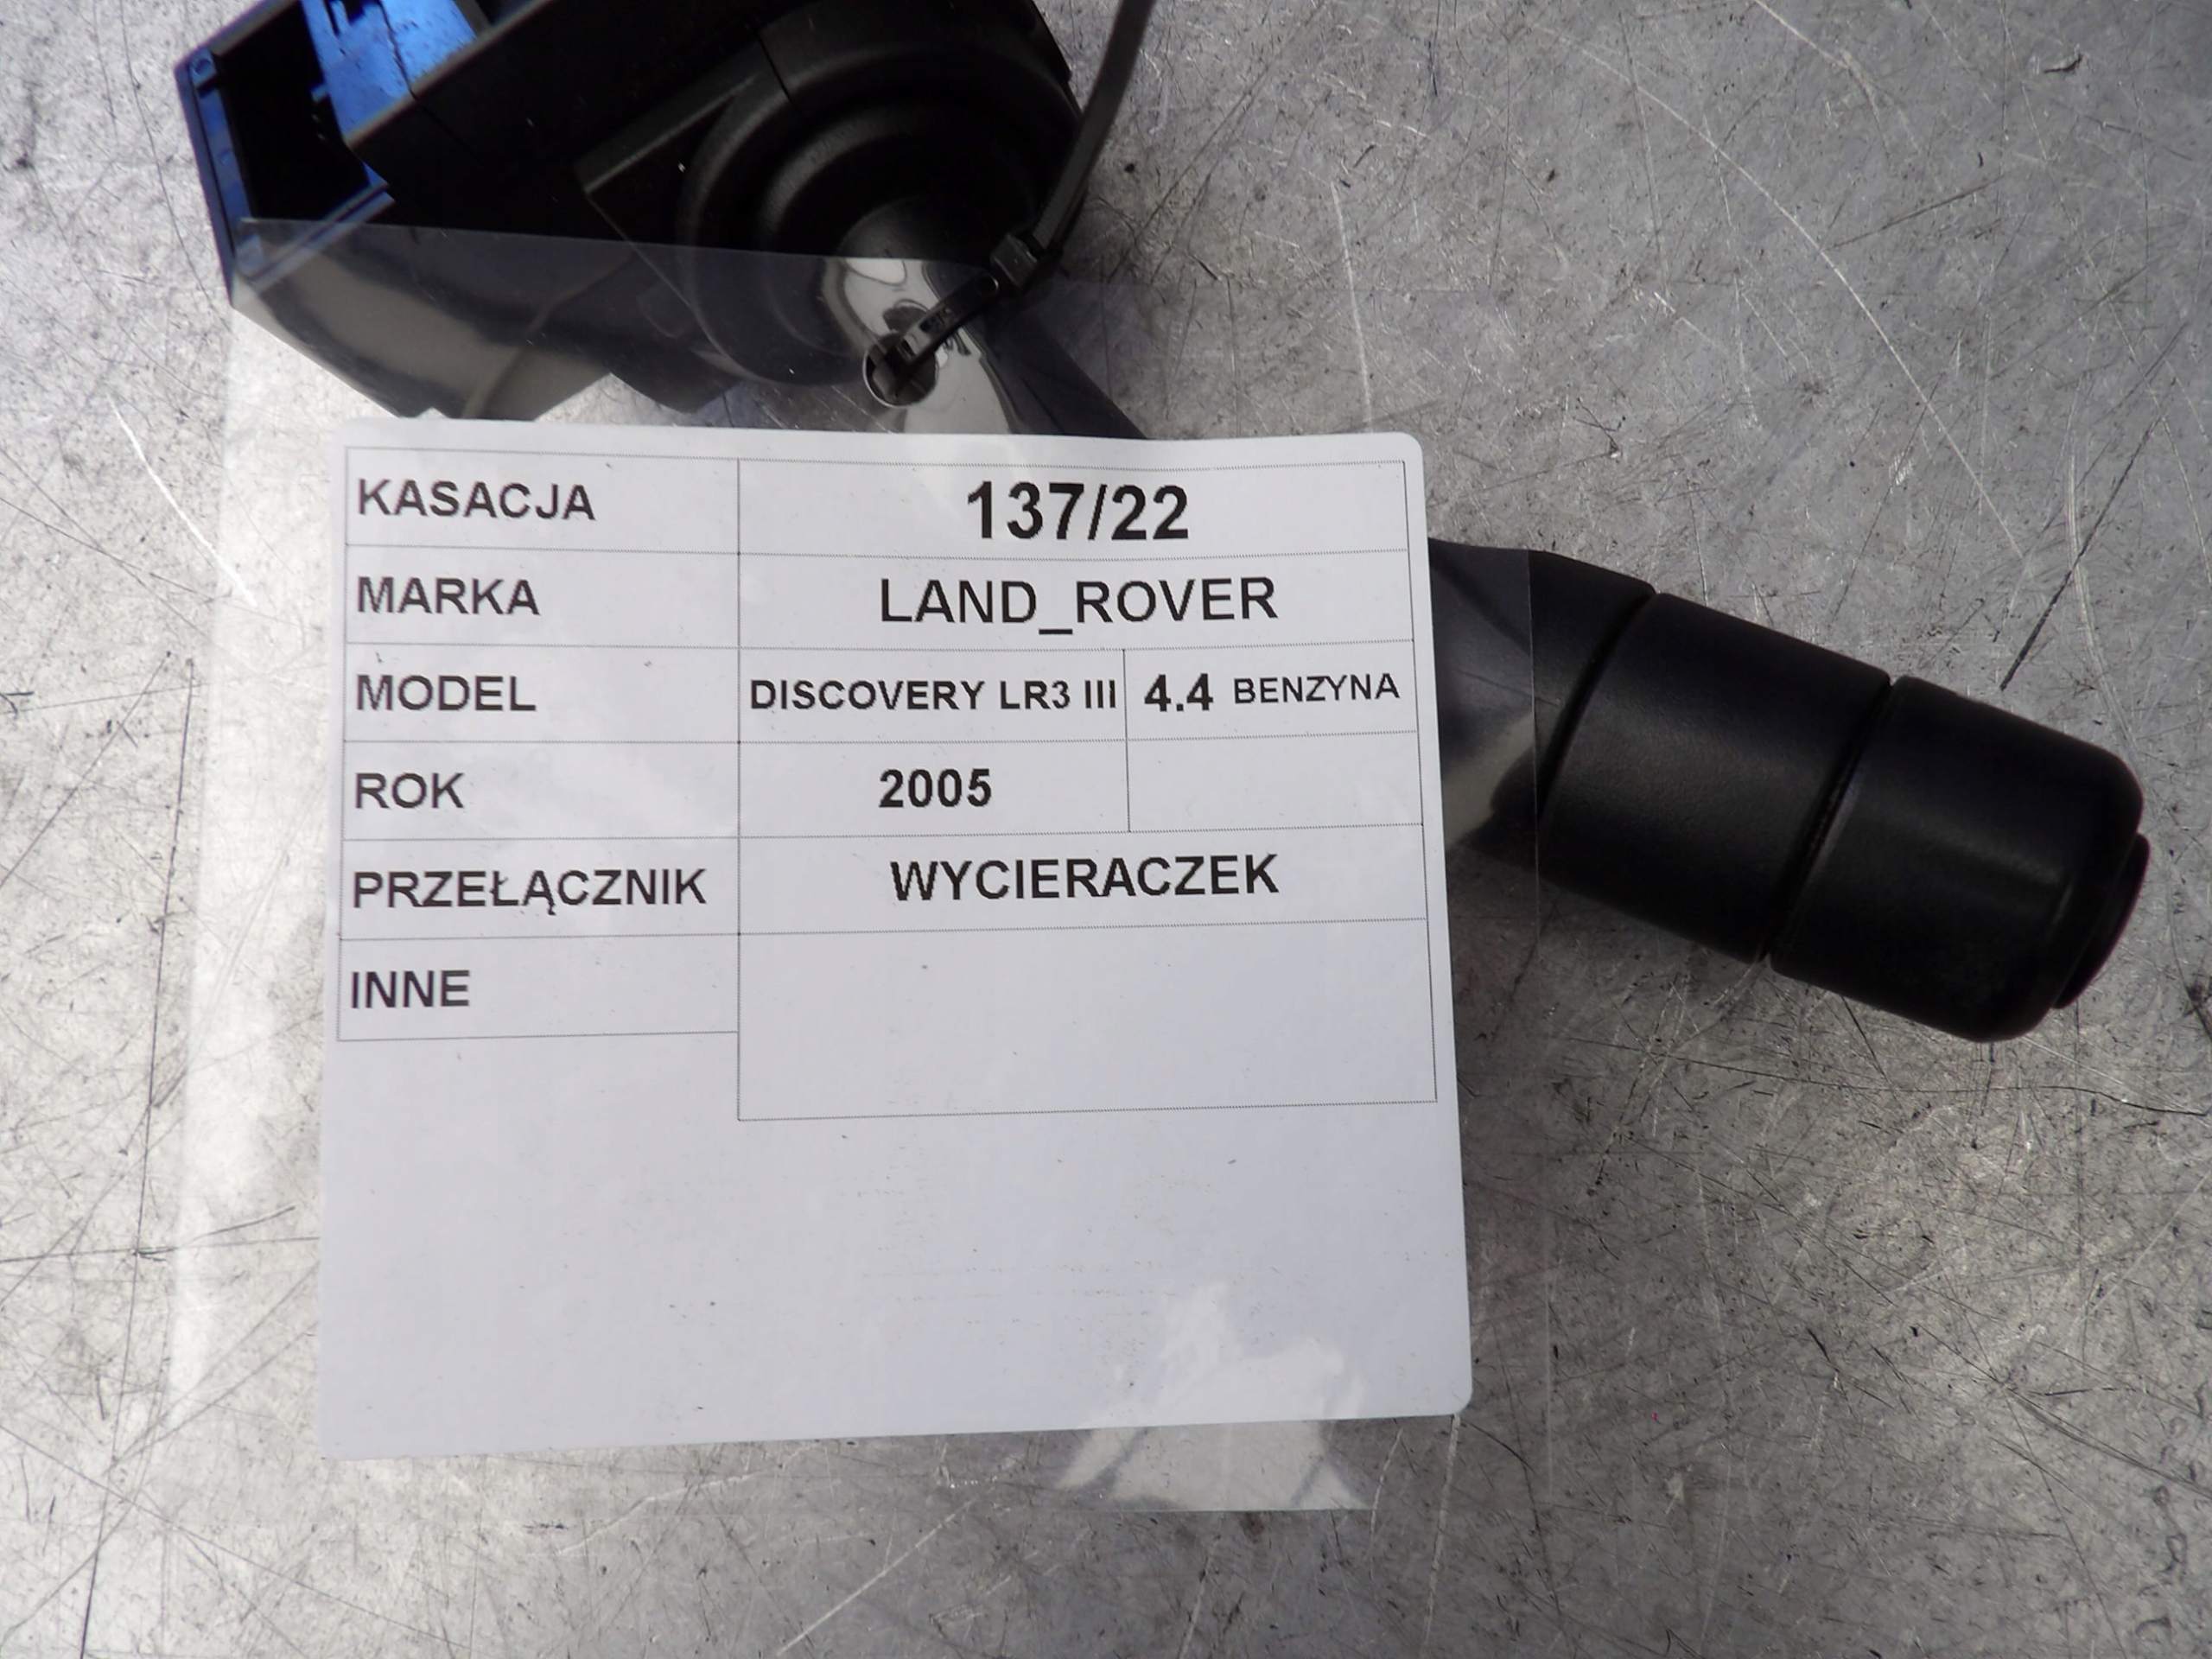 KASACJA 137/22
MARKA LAND_ROVER
MODEL DISCOVERY LR3 III 4.4 BENZYNA
ROK 2005
PRZEŁĄCZNIK WYCIERACZEK
INNE